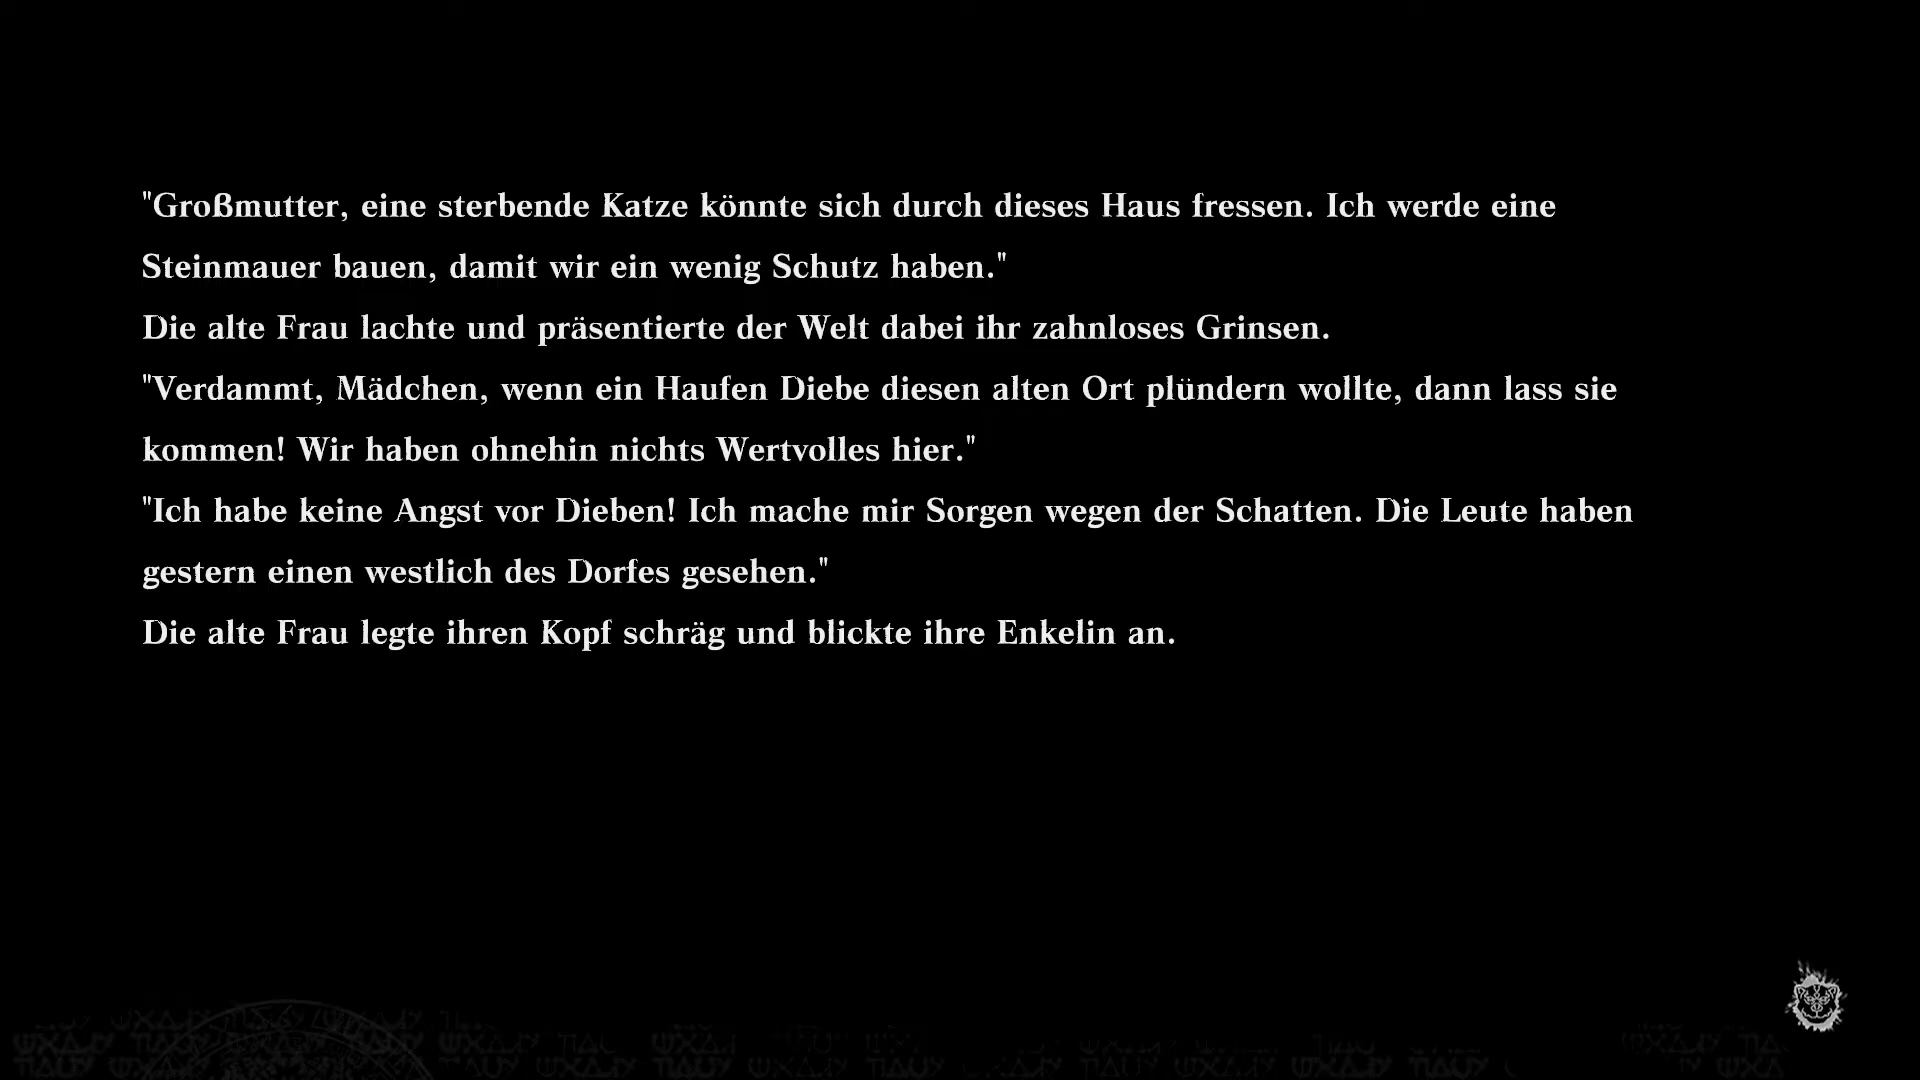 "Großmutter, eine sterbende Katze könnte sich durch dieses Haus fressen. Ich werde eine
Steinmauer bauen, damit wir ein wenig Schutz haben."
Die alte Frau lachte und präsentierte der Welt dabei ihr zahnloses Grinsen.
"Verdammt, Mädchen, wenn ein Haufen Diebe diesen alten Ort plündern wollte, dann lass sie
kommen! Wir haben ohnehin nichts Wertvolles hier."
"Ich habe keine Angst vor Dieben! Ich mache mir Sorgen wegen der Schatten. Die Leute haben
gestern einen westlich des Dorfes gesehen."
Die alte Frau legte ihren Kopf schräg und blickte ihre Enkelin an.